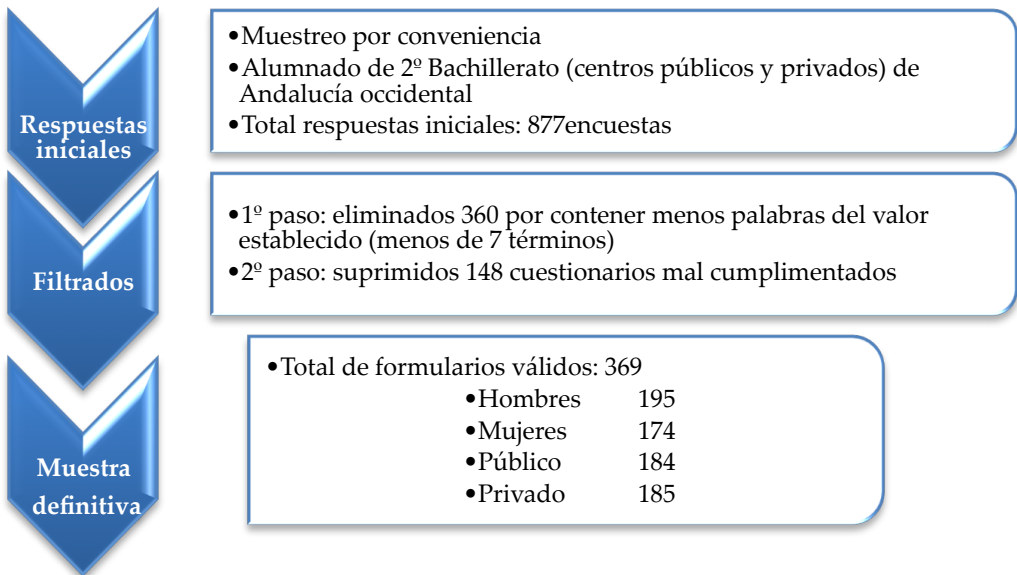 Respuestas
iniciales
•Muestreo por conveniencia
•Alumnado de 2º Bachillerato (centros públicos y privados) de
Andalucía occidental
•Total respuestas iniciales: 877encuestas
Filtrados
•1º paso: eliminados 360 por contener menos palabras del valor
establecido (menos de 7 términos)
•2º paso: suprimidos 148 cuestionarios mal cumplimentados
Muestra
definitiva
•Total de formularios válidos: 369
•Hombres 195
•Mujeres 174
•Público 184
•Privado 185